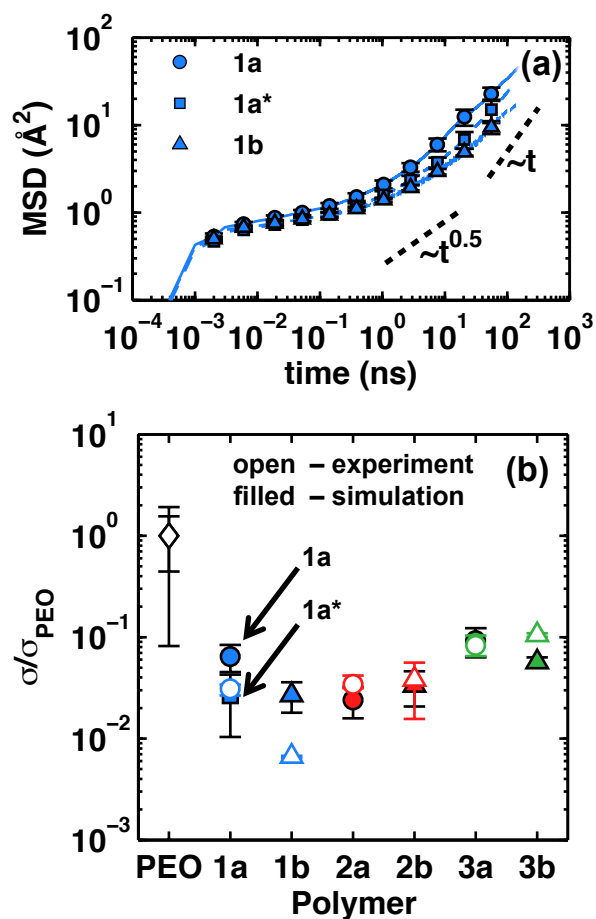 (a)
1a
1a*
1b
MSD (Å²)
10²
10¹
10⁰
10⁻¹
~t
~t⁰·⁵
10⁻⁴ 10⁻³ 10⁻² 10⁻¹ 10⁰ 10¹ 10² 10³
time (ns)
(b)
open – experiment
filled – simulation
1a
1a*
σ/σPEO
10¹
10⁰
10⁻¹
10⁻²
10⁻³
PEO 1a 1b 2a 2b 3a 3b
Polymer